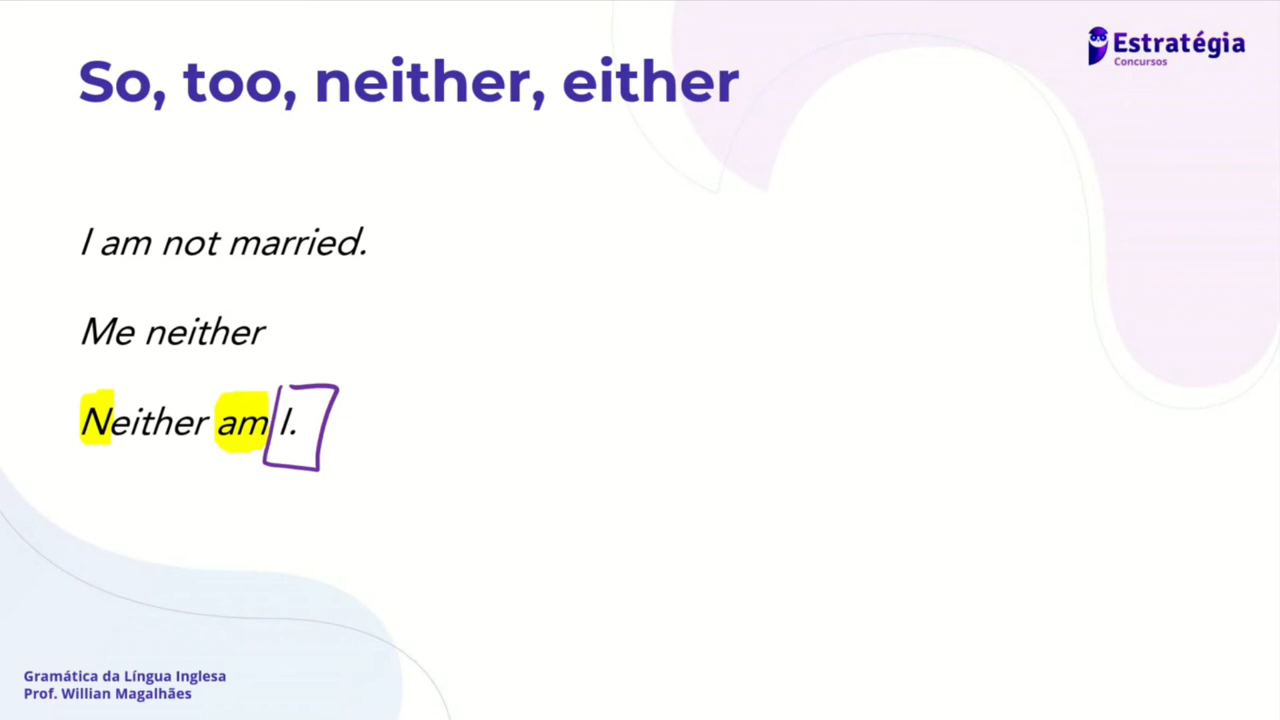 So, too, neither, either
Estratégia
Concursos
I am not married.
Me neither
Neither am I.
Gramática da Língua Inglesa
Prof. Willian Magalhães